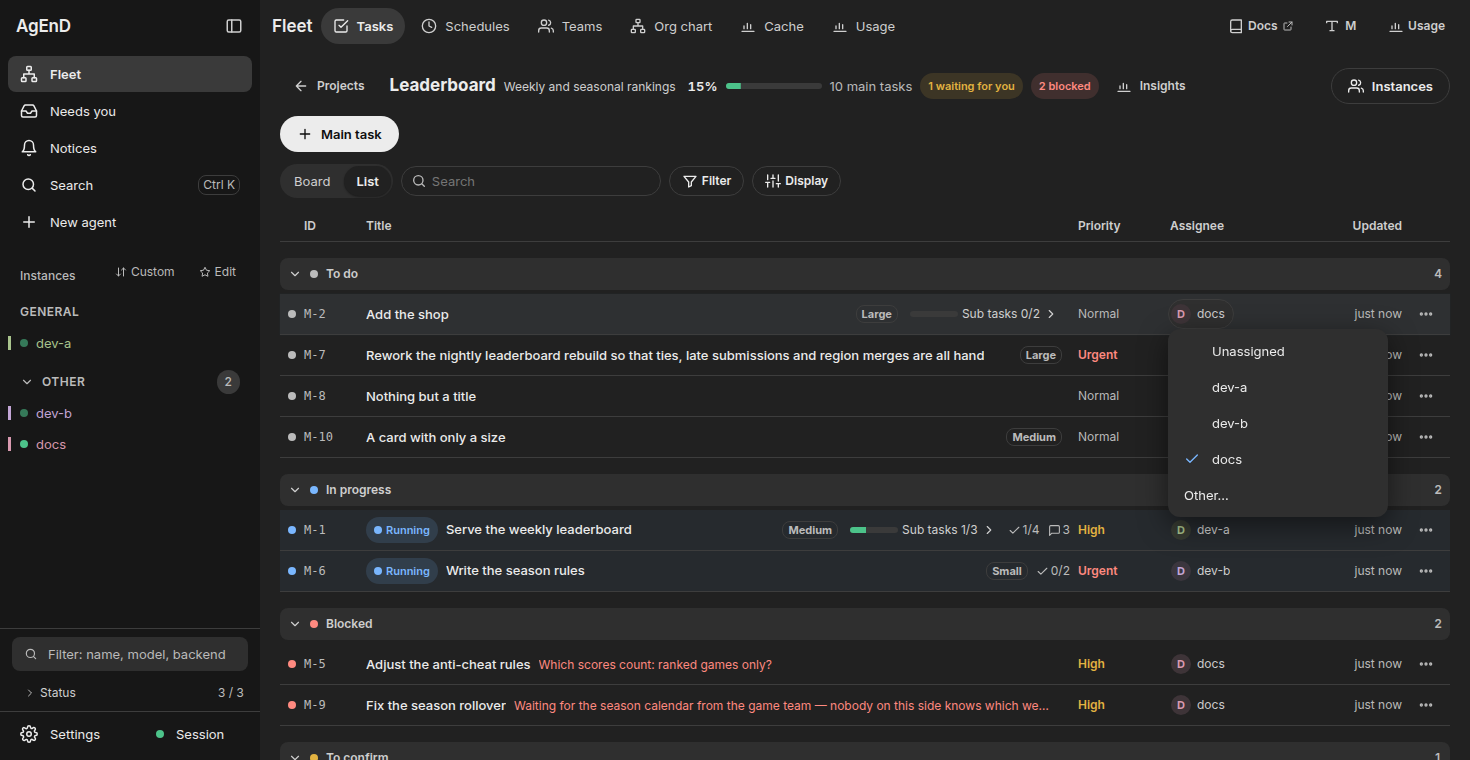 AgEnD
Fleet
Needs you
Notices
Search Ctrl K
New agent
Instances Custom Edit
GENERAL
dev-a
OTHER 2
dev-b
docs
Filter: name, model, backend
Status 3 / 3
Settings Session
Fleet Tasks Schedules Teams Org chart Cache Usage Docs M Usage
Projects Leaderboard Weekly and seasonal rankings 15% 10 main tasks 1 waiting for you 2 blocked Insights Instances
Main task
Board List Search Filter Display
ID Title Priority Assignee Updated
To do 4
M-2 Add the shop Large Sub tasks 0/2 Normal D docs just now
M-7 Rework the nightly leaderboard rebuild so that ties, late submissions and region merges are all hand Large Urgent
M-8 Nothing but a title Normal
M-10 A card with only a size Medium Normal
Unassigned
dev-a
dev-b
docs
Other...
In progress 2
M-1 Running Serve the weekly leaderboard Medium Sub tasks 1/3 1/4 3 High D dev-a just now
M-6 Running Write the season rules Small 0/2 Urgent D dev-b just now
Blocked 2
M-5 Adjust the anti-cheat rules Which scores count: ranked games only? High D docs just now
M-9 Fix the season rollover Waiting for the season calendar from the game team — nobody on this side knows which we... High D docs just now
To confirm 1